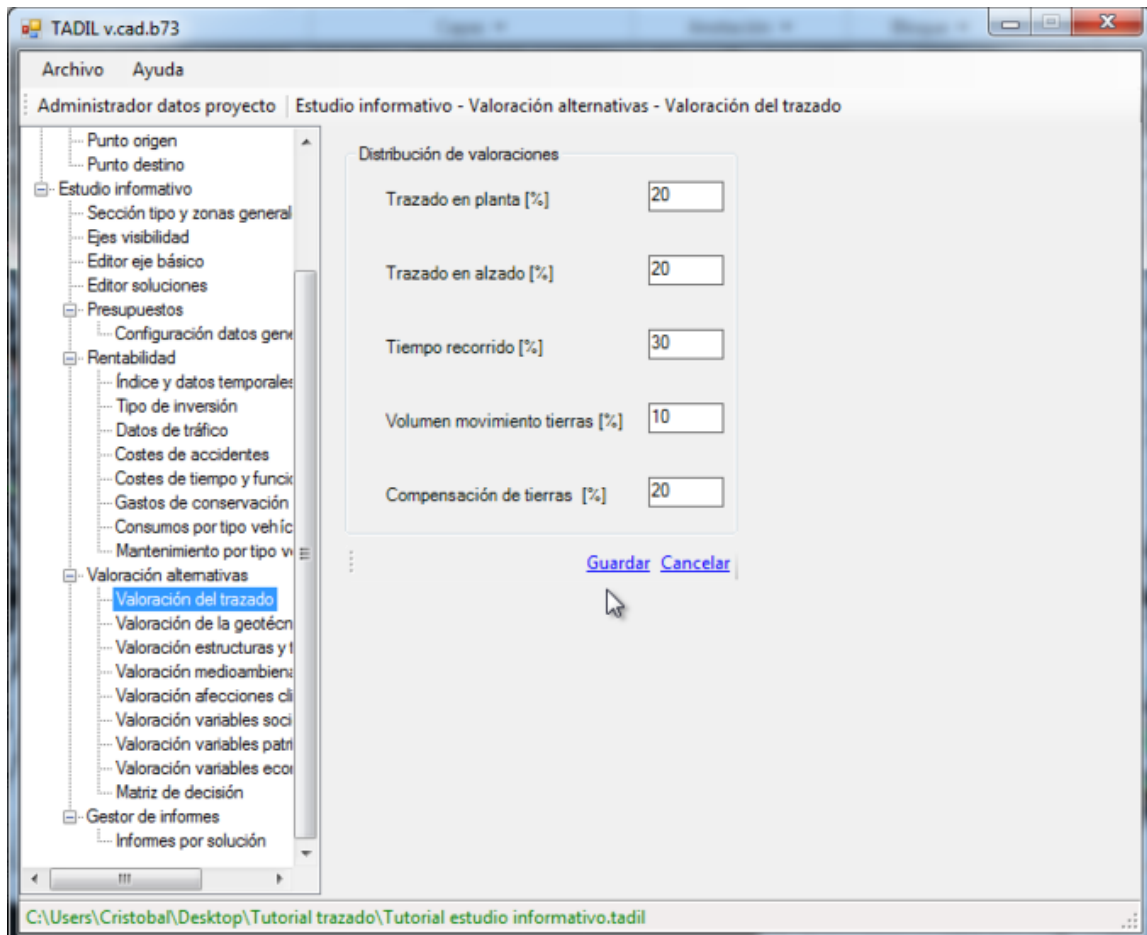 TADIL v.cad.b73
Archivo Ayuda
Administrador datos proyecto Estudio informativo - Valoración alternativas - Valoración del trazado
Punto origen
Punto destino
Estudio informativo
Sección tipo y zonas general
Ejes visibilidad
Editor eje básico
Editor soluciones
Presupuestos
Configuración datos gene
Rentabilidad
Índice y datos temporales
Tipo de inversión
Datos de tráfico
Costes de accidentes
Costes de tiempo y funcio
Gastos de conservación
Consumos por tipo vehíc
Mantenimiento por tipo ve
Valoración alternativas
Valoración del trazado
Valoración de la geotécn
Valoración estructuras y t
Valoración medioambiena
Valoración afecciones cli
Valoración variables soci
Valoración variables patri
Valoración variables econ
Matriz de decisión
Gestor de informes
Informes por solución
Distribución de valoraciones
Trazado en planta [%] 20
Trazado en alzado [%] 20
Tiempo recorrido [%] 30
Volumen movimiento tierras [%] 10
Compensación de tierras [%] 20
Guardar Cancelar
C:\Users\Cristobal\Desktop\Tutorial trazado\Tutorial estudio informativo.tadil